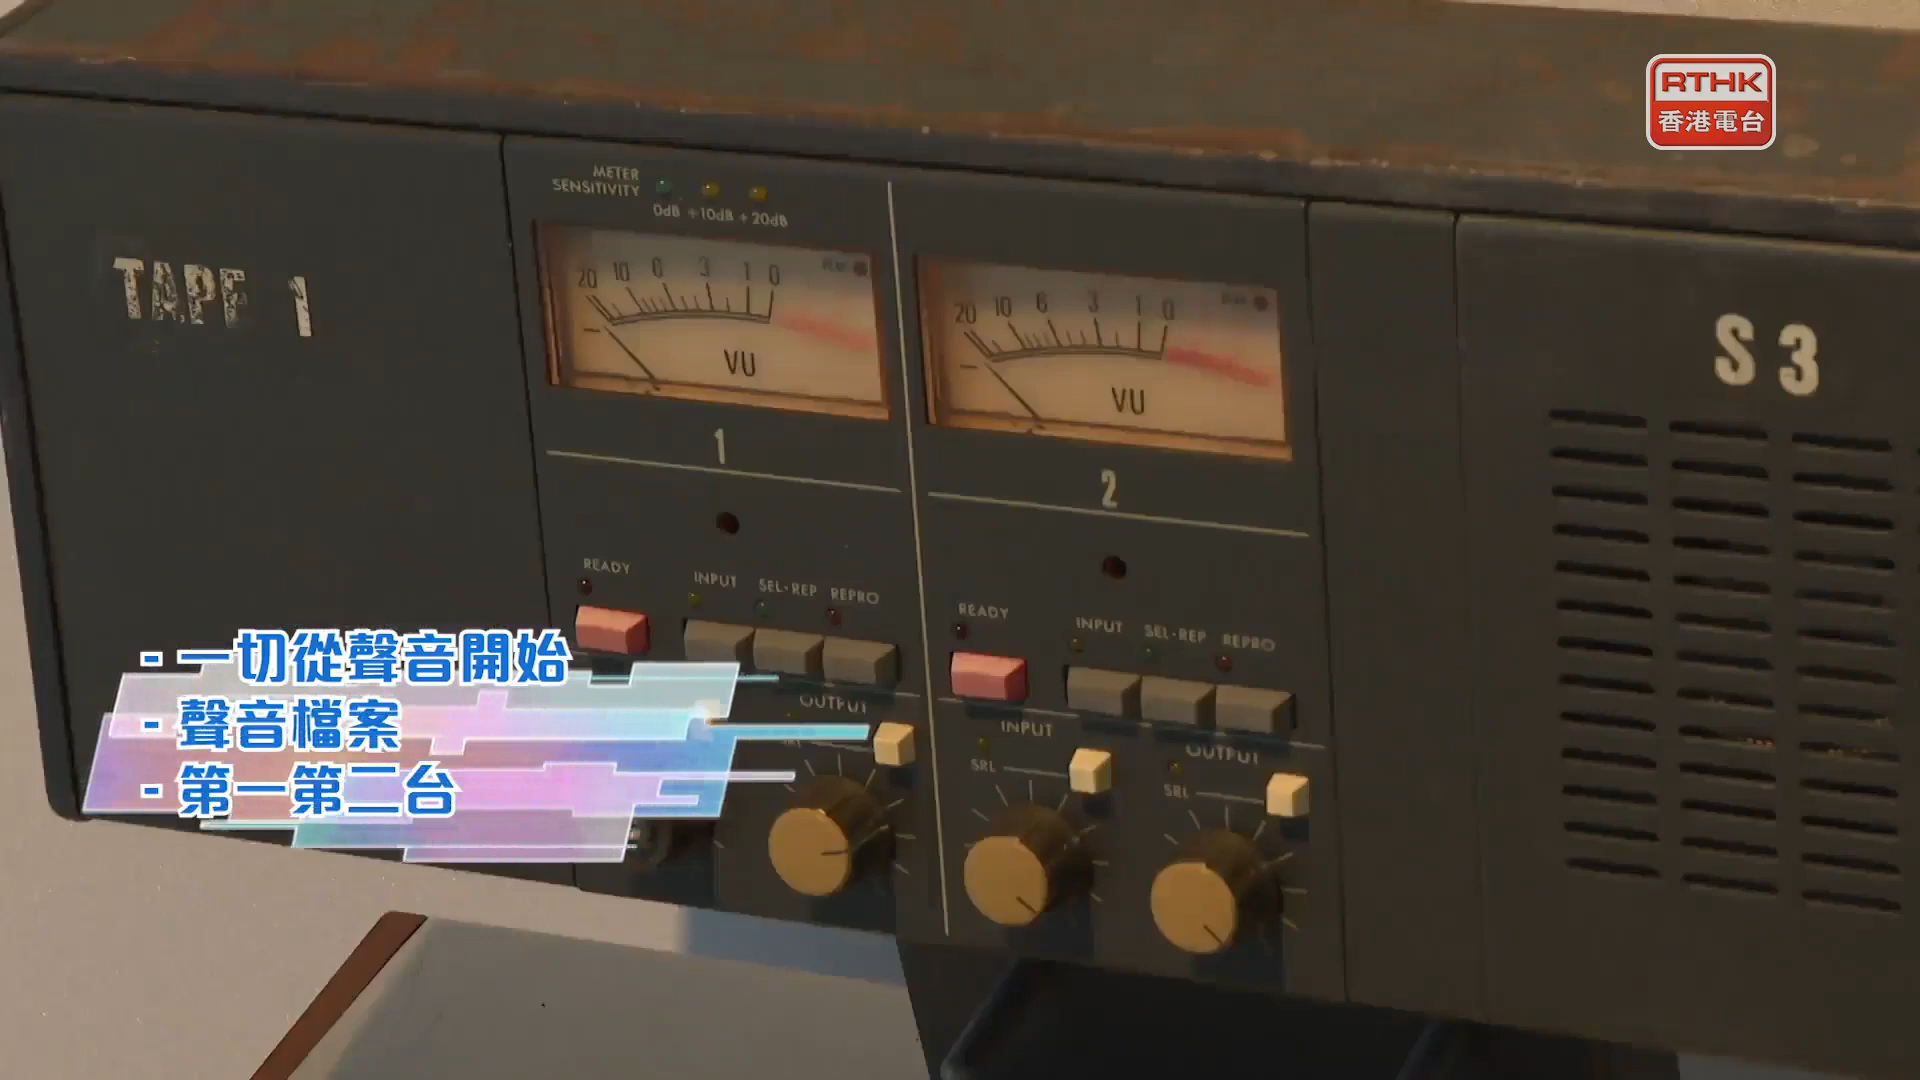 RTHK
香港電台
METER
SENSITIVITY
0dB +10dB +20dB
20 10 6 3 1 0
VU
20 10 6 3 1 0
VU
TAPE 1
S 3
1
2
READY
INPUT
SEL-REP
REPRO
READY
INPUT
SEL-REP
REPRO
OUTPUT
INPUT
SRL
OUTPUT
SRL
- 一切從聲音開始
- 聲音檔案
- 第一第二台